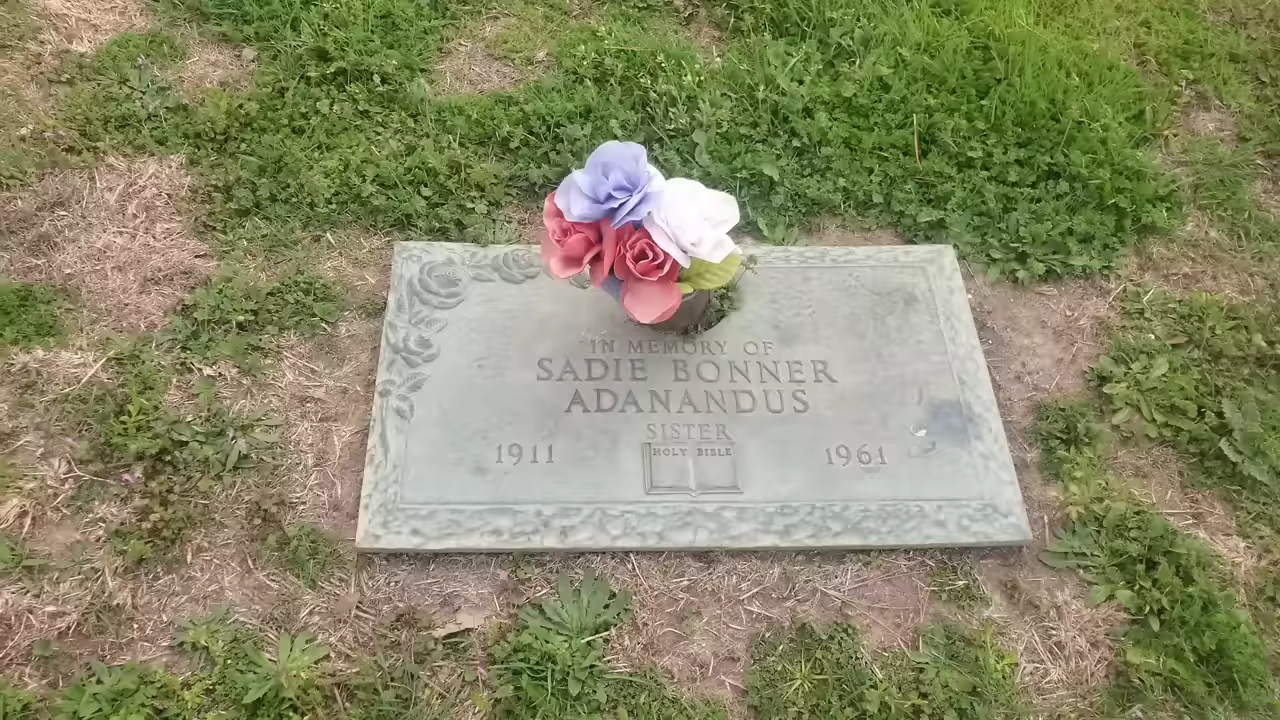 IN MEMORY OF
SADIE BONNER
ADANANDUS
SISTER
1911 1961
HOLY BIBLE